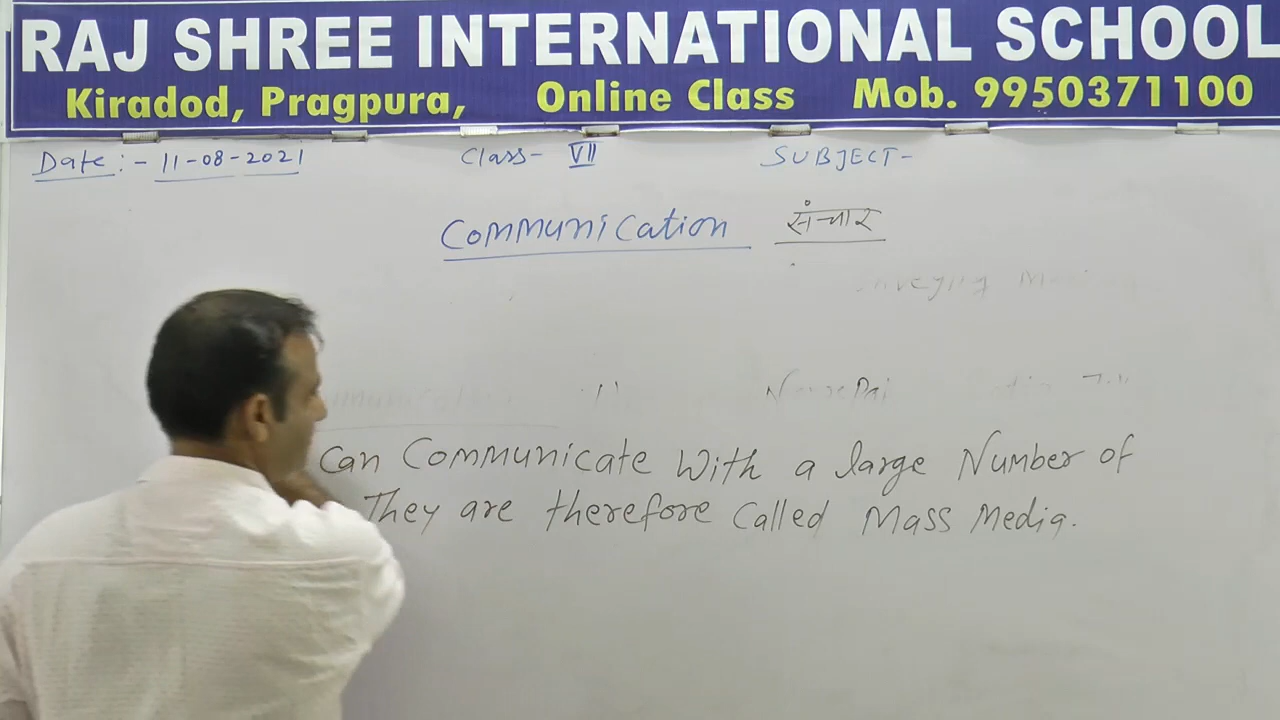 RAJ SHREE INTERNATIONAL SCHOOL
Kiradod, Pragpura, Online Class Mob. 9950371100
Date:- 11-08-2021 Class- VII SUBJECT-
Communication संचार
Can Communicate With a large Number of
They are therefore Called Mass Media.